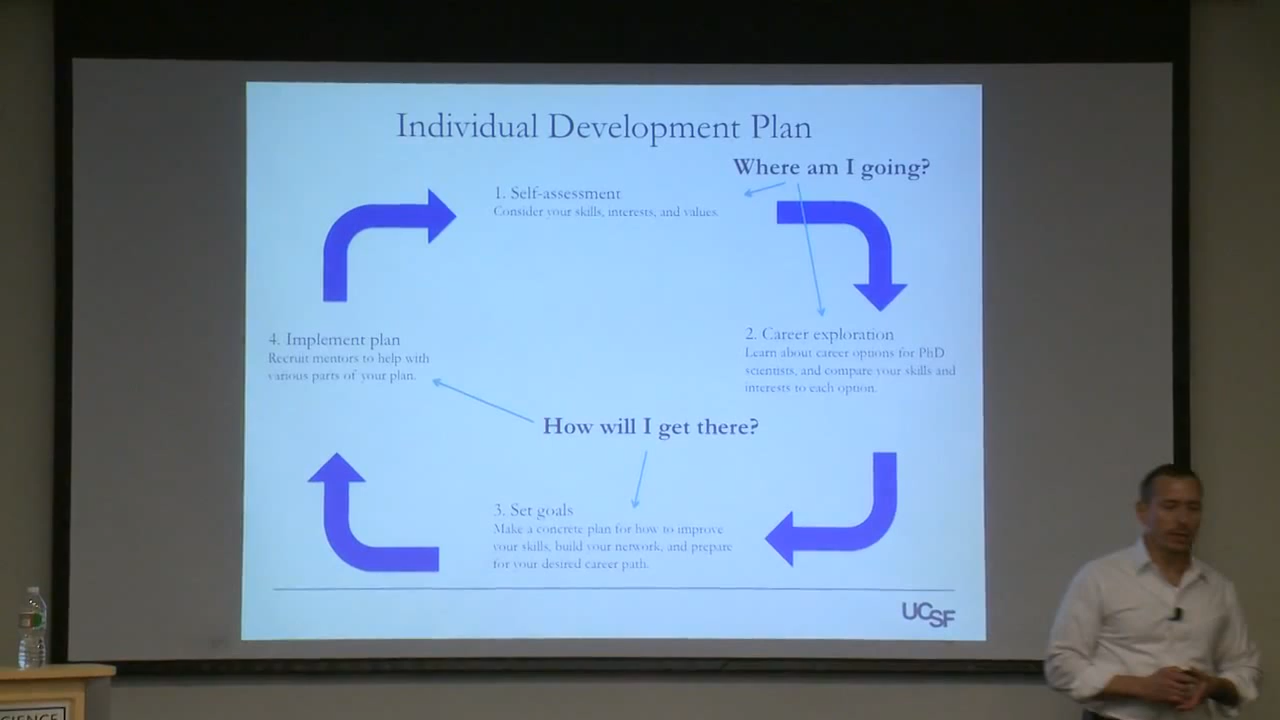 Individual Development Plan
Where am I going?
1. Self-assessment
Consider your skills, interests, and values.
2. Career exploration
Learn about career options for PhD
scientists, and compare your skills and
interests to each option.
4. Implement plan
Recruit mentors to help with
various parts of your plan.
How will I get there?
3. Set goals
Make a concrete plan for how to improve
your skills, build your network, and prepare
for your desired career path.
UCSF
SCIENCE